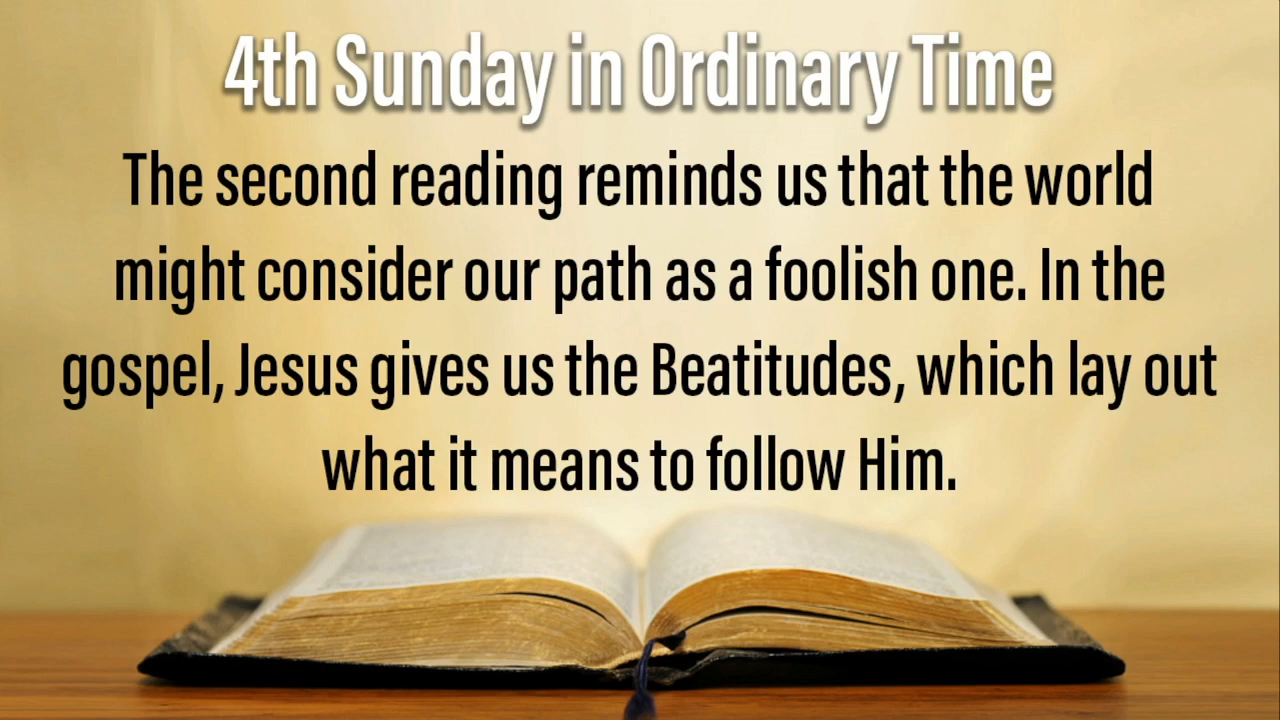 4th Sunday in Ordinary Time
The second reading reminds us that the world
might consider our path as a foolish one. In the
gospel, Jesus gives us the Beatitudes, which lay out
what it means to follow Him.